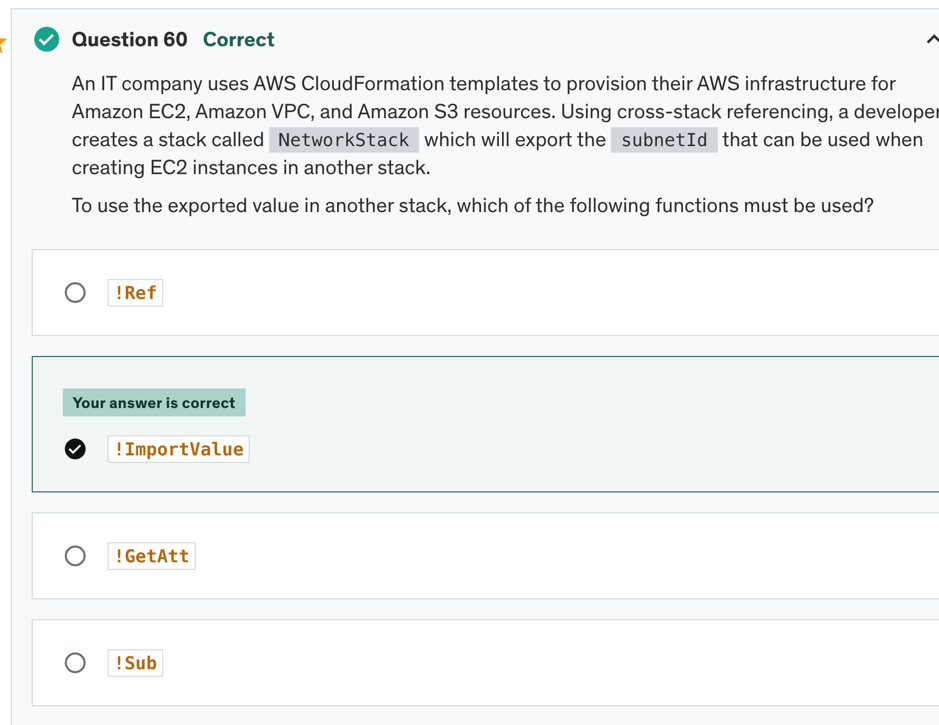 Question 60 Correct
An IT company uses AWS CloudFormation templates to provision their AWS infrastructure for
Amazon EC2, Amazon VPC, and Amazon S3 resources. Using cross-stack referencing, a developer
creates a stack called NetworkStack which will export the subnetId that can be used when
creating EC2 instances in another stack.
To use the exported value in another stack, which of the following functions must be used?
!Ref
Your answer is correct
!ImportValue
!GetAtt
!Sub